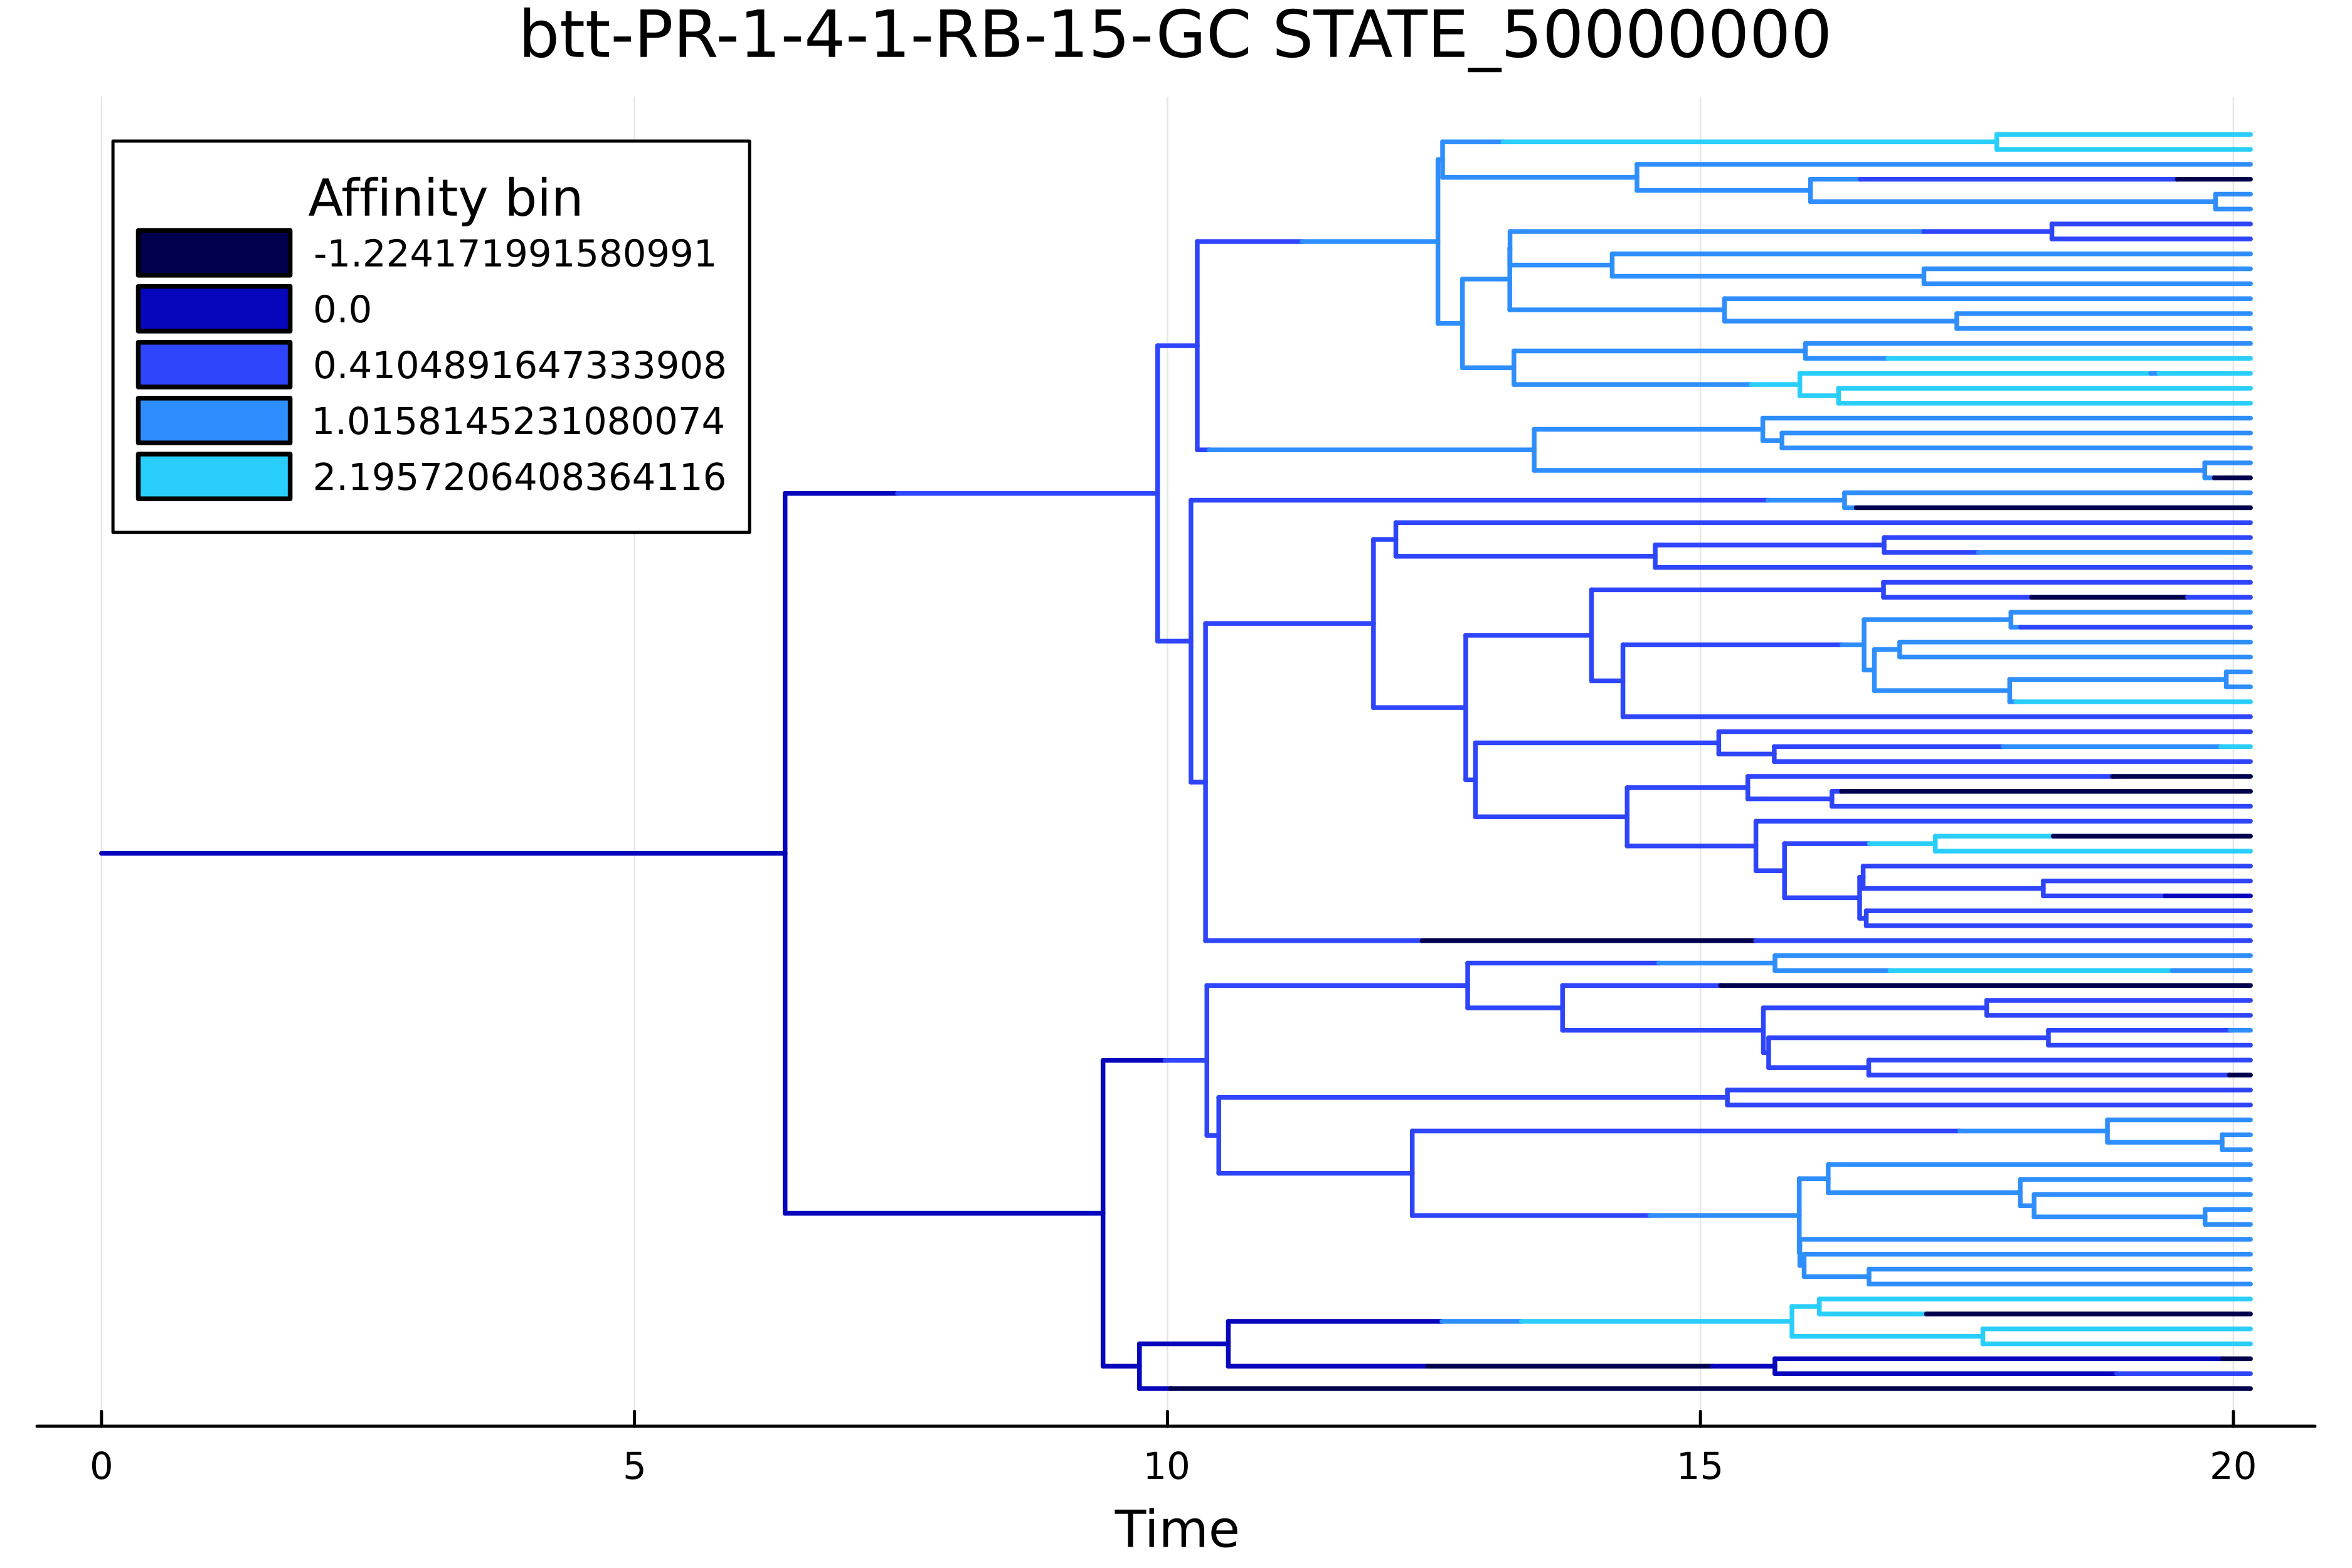 btt-PR-1-4-1-RB-15-GC STATE_50000000
Affinity bin
-1.224171991580991
0.0
0.4104891647333908
1.0158145231080074
2.1957206408364116
0 5 10 15 20
Time